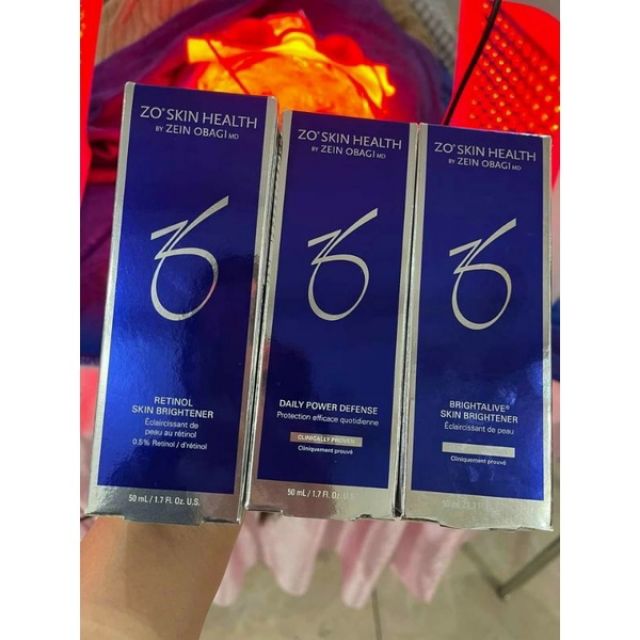 ZO® SKIN HEALTH
BY ZEIN OBAGI MD
RETINOL
SKIN BRIGHTENER
Éclaircissant de
peau au rétinol
0.5% Retinol / d'rétinol
50 mL / 1.7 Fl. Oz. U.S.
ZO® SKIN HEALTH
BY ZEIN OBAGI MD
DAILY POWER DEFENSE
Protection efficace quotidienne
CLINICALLY PROVEN
Cliniquement prouvé
50 mL / 1.7 Fl. Oz. U.S.
ZO® SKIN HEALTH
BY ZEIN OBAGI MD
BRIGHTALIVE®
SKIN BRIGHTENER
Éclaircissant de peau
Cliniquement prouvé